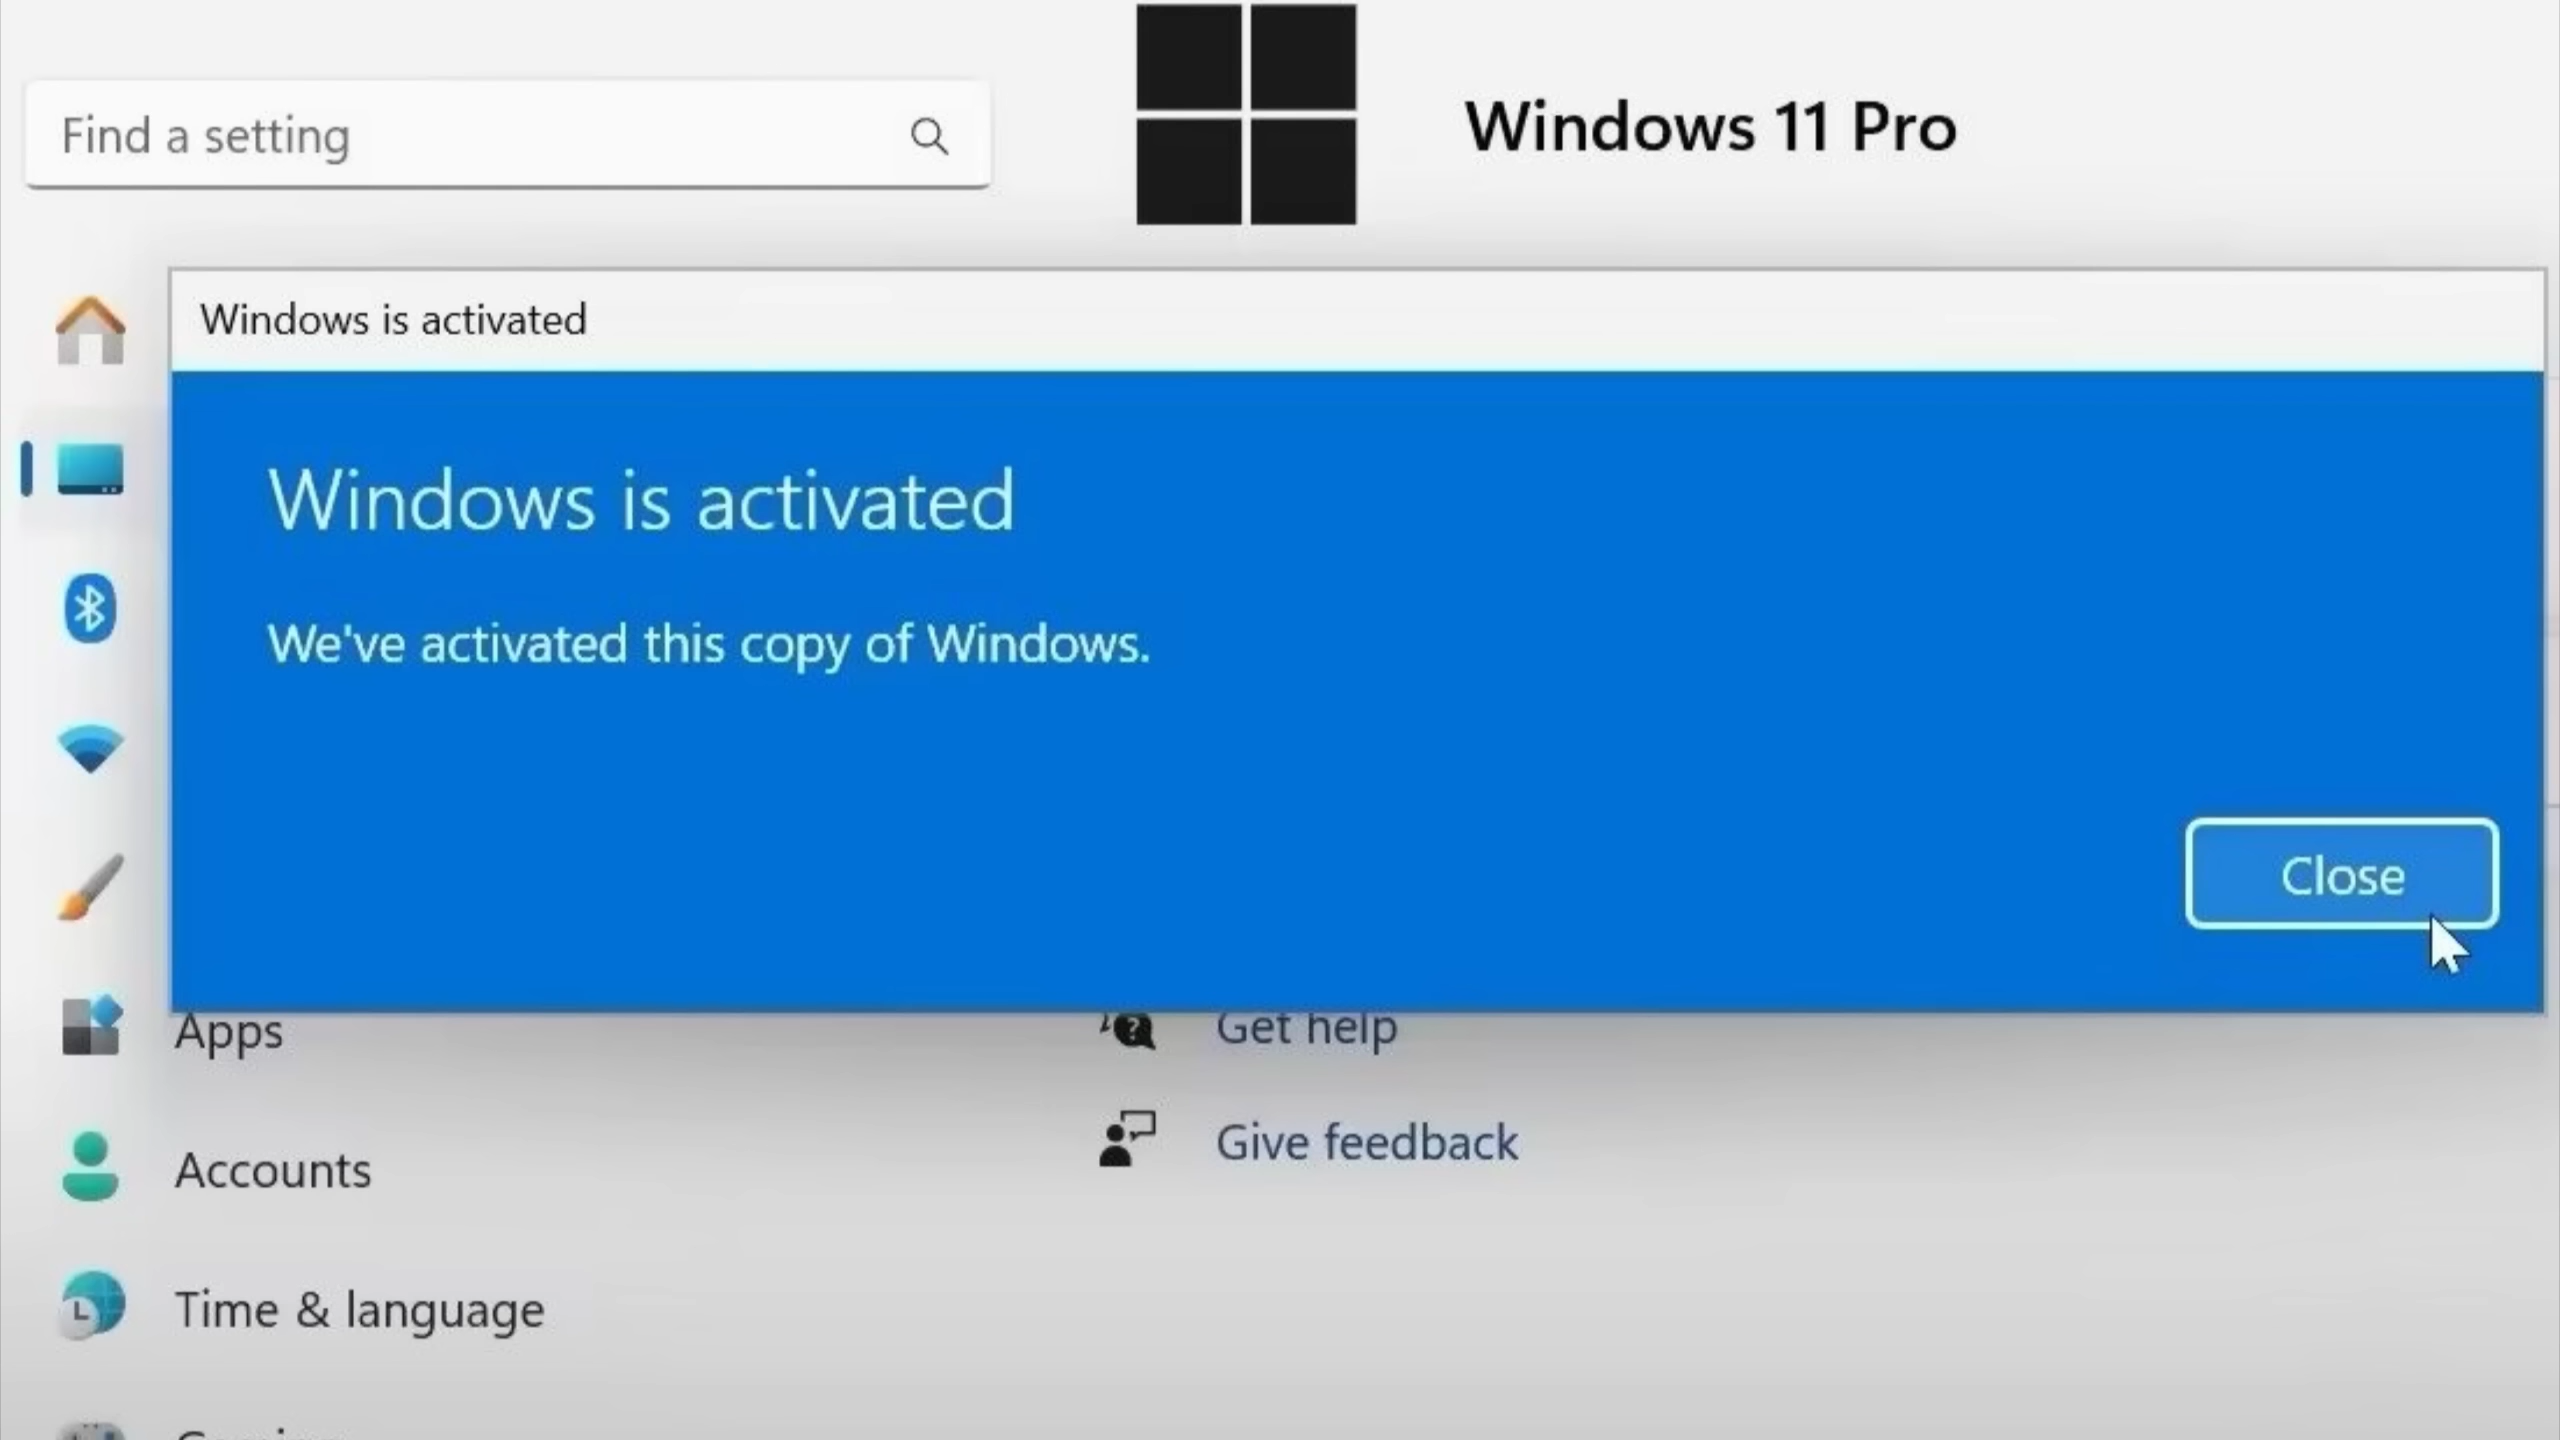 Find a setting
Windows 11 Pro
Windows is activated
Windows is activated
We've activated this copy of Windows.
Close
Apps
Get help
Accounts
Give feedback
Time & language